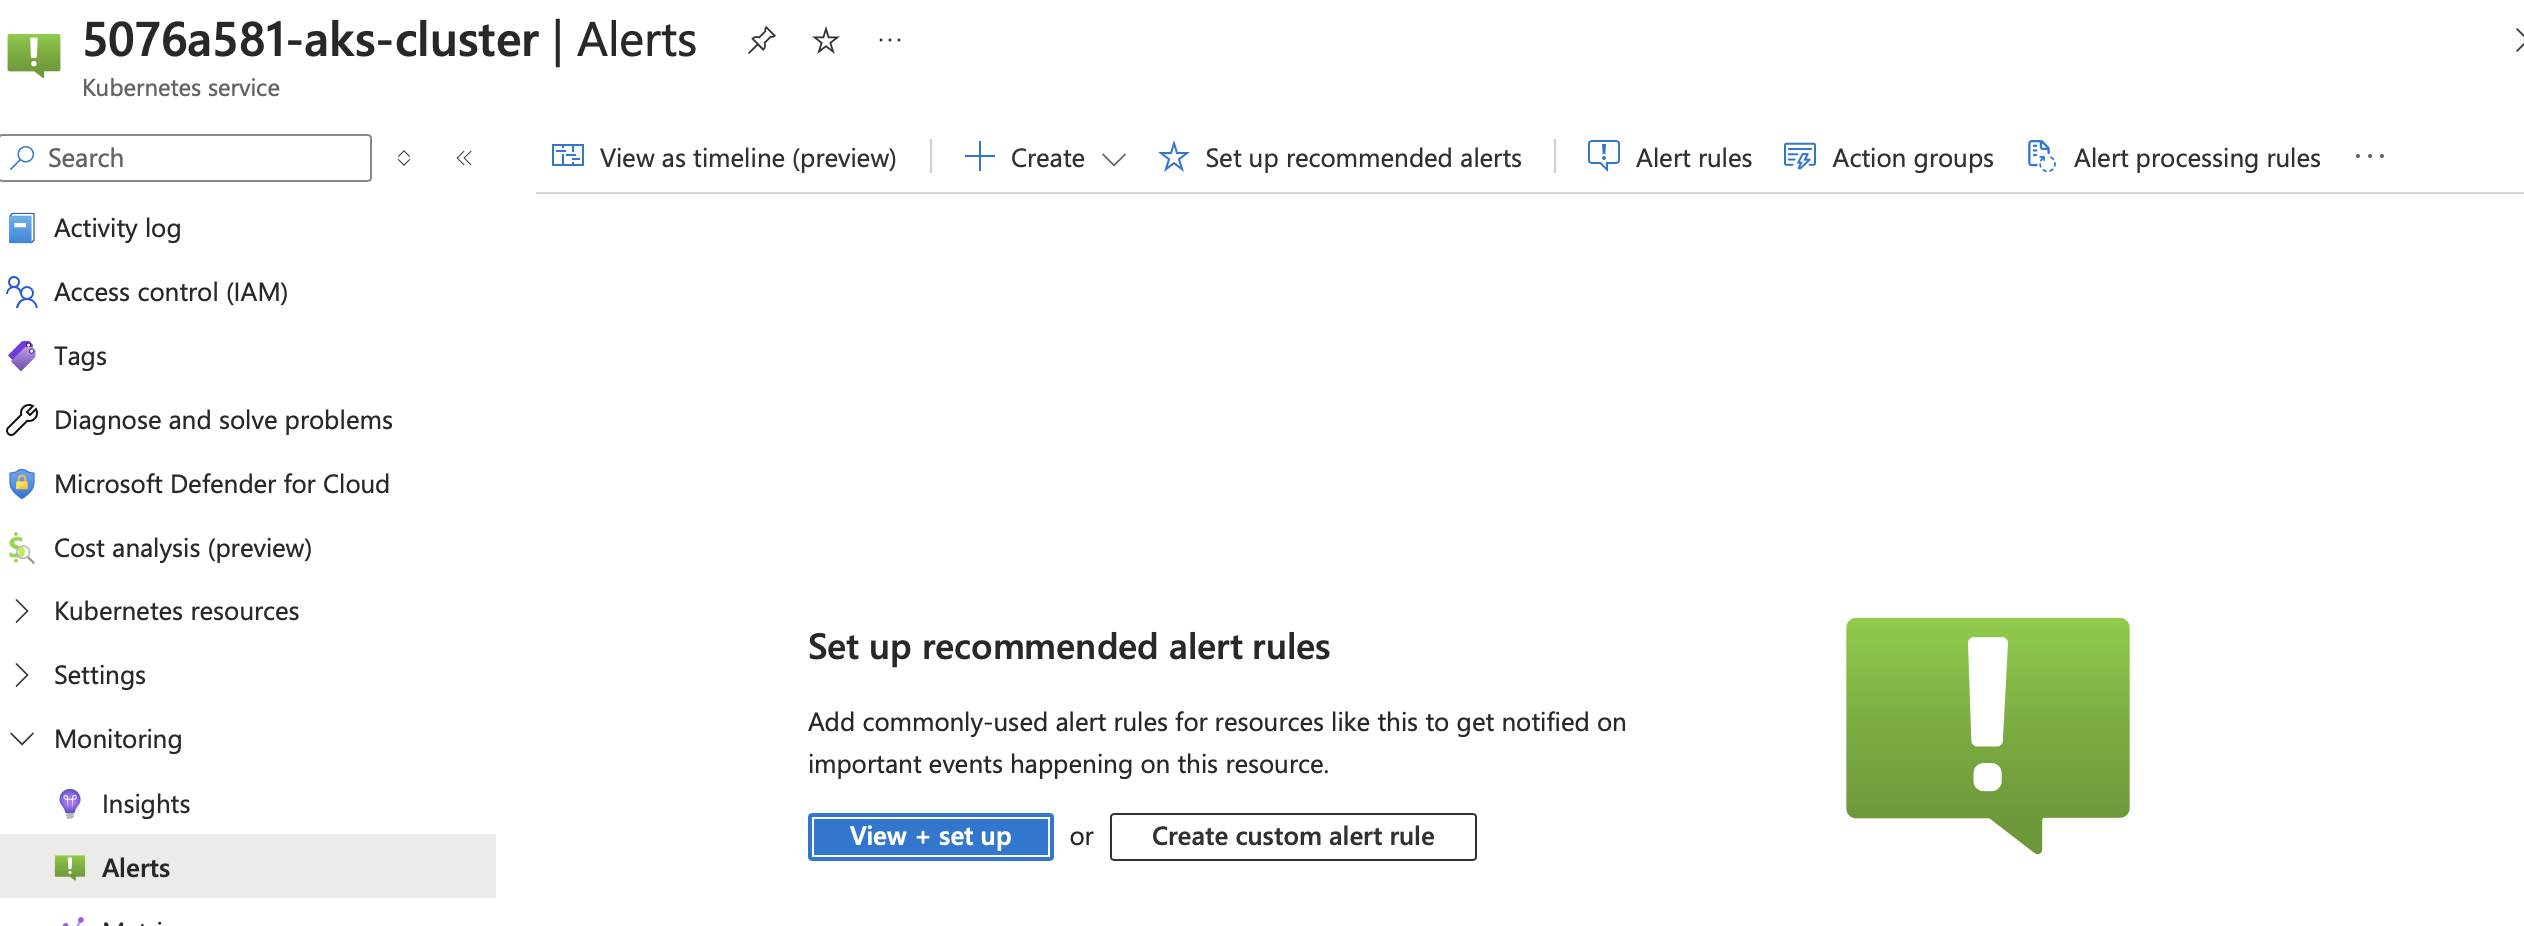 5076a581-aks-cluster | Alerts
Kubernetes service
Search
View as timeline (preview)
Create
Set up recommended alerts
Alert rules
Action groups
Alert processing rules
Activity log
Access control (IAM)
Tags
Diagnose and solve problems
Microsoft Defender for Cloud
Cost analysis (preview)
Kubernetes resources
Settings
Monitoring
Insights
Alerts
Set up recommended alert rules
Add commonly-used alert rules for resources like this to get notified on
important events happening on this resource.
View + set up or Create custom alert rule